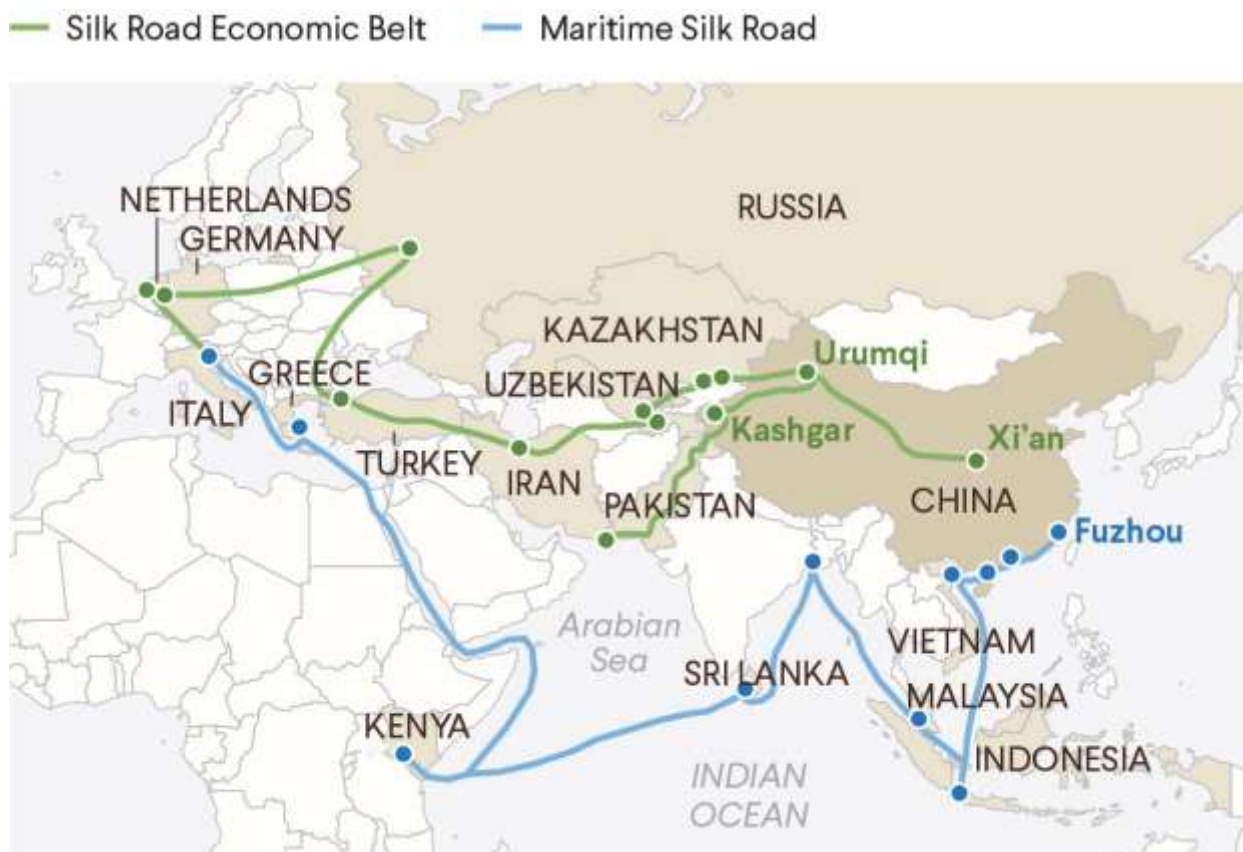 Silk Road Economic Belt
Maritime Silk Road
NETHERLANDS
GERMANY
RUSSIA
KAZAKHSTAN
Urumqi
GREECE
UZBEKISTAN
ITALY
Kashgar
Xi'an
TURKEY
IRAN
PAKISTAN
CHINA
Fuzhou
Arabian
Sea
VIETNAM
SRI LANKA
MALAYSIA
KENYA
INDONESIA
INDIAN
OCEAN